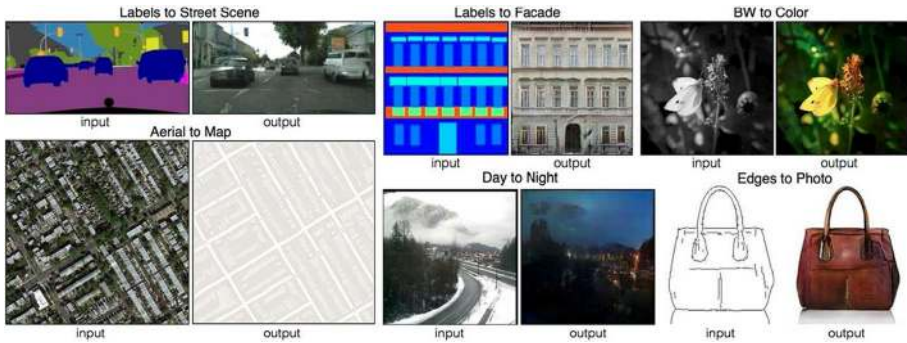 Labels to Street Scene
input
output
Aerial to Map
input
output
Labels to Facade
input
output
BW to Color
input
output
Day to Night
input
output
Edges to Photo
input
output